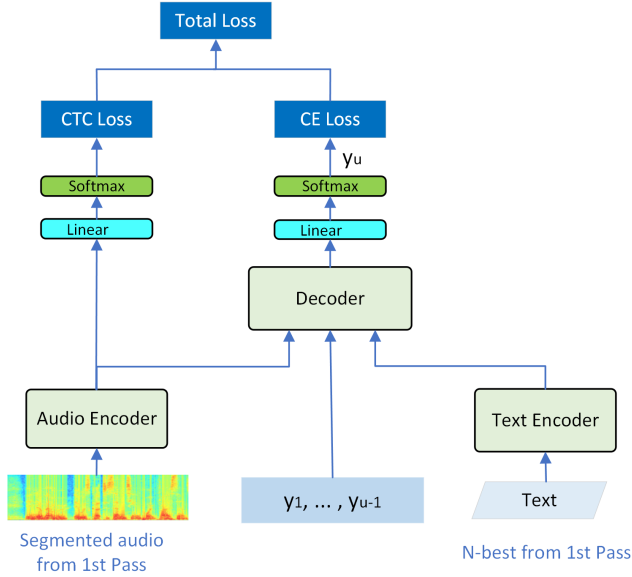 Total Loss
CTC Loss
CE Loss
yu
Softmax
Softmax
Linear
Linear
Decoder
Audio Encoder
Text Encoder
y1, ... , yu-1
Text
Segmented audio
from 1st Pass
N-best from 1st Pass